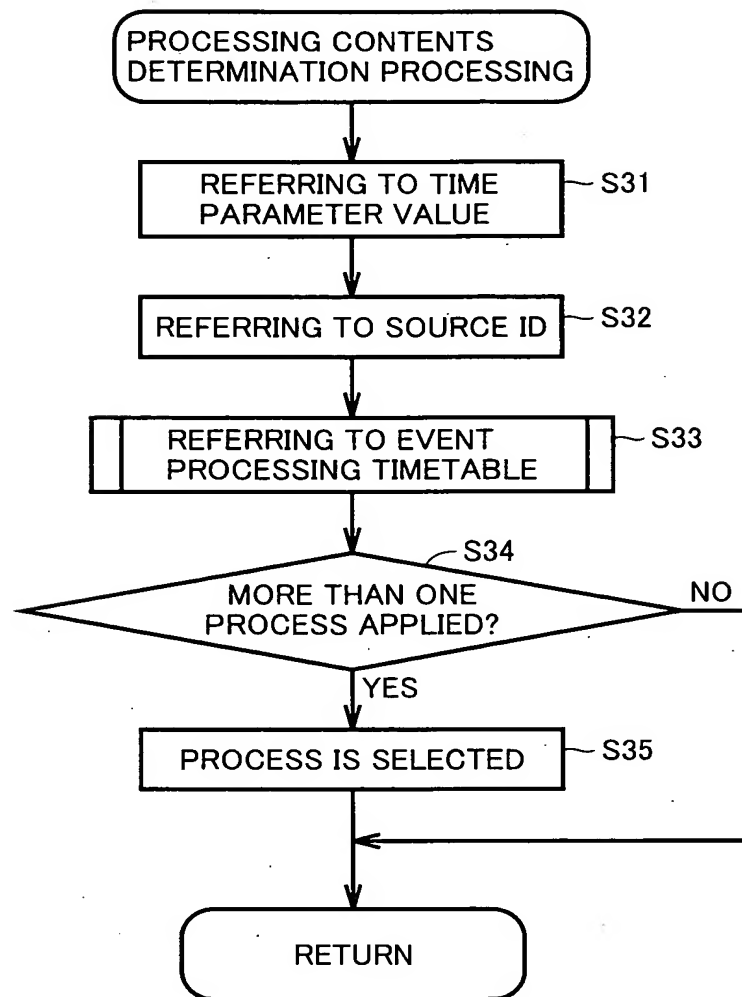 PROCESSING CONTENTS
DETERMINATION PROCESSING
REFERRING TO TIME
PARAMETER VALUE
S31
REFERRING TO SOURCE ID
S32
REFERRING TO EVENT
PROCESSING TIMETABLE
S33
S34
MORE THAN ONE
PROCESS APPLIED?
NO
YES
PROCESS IS SELECTED
S35
RETURN